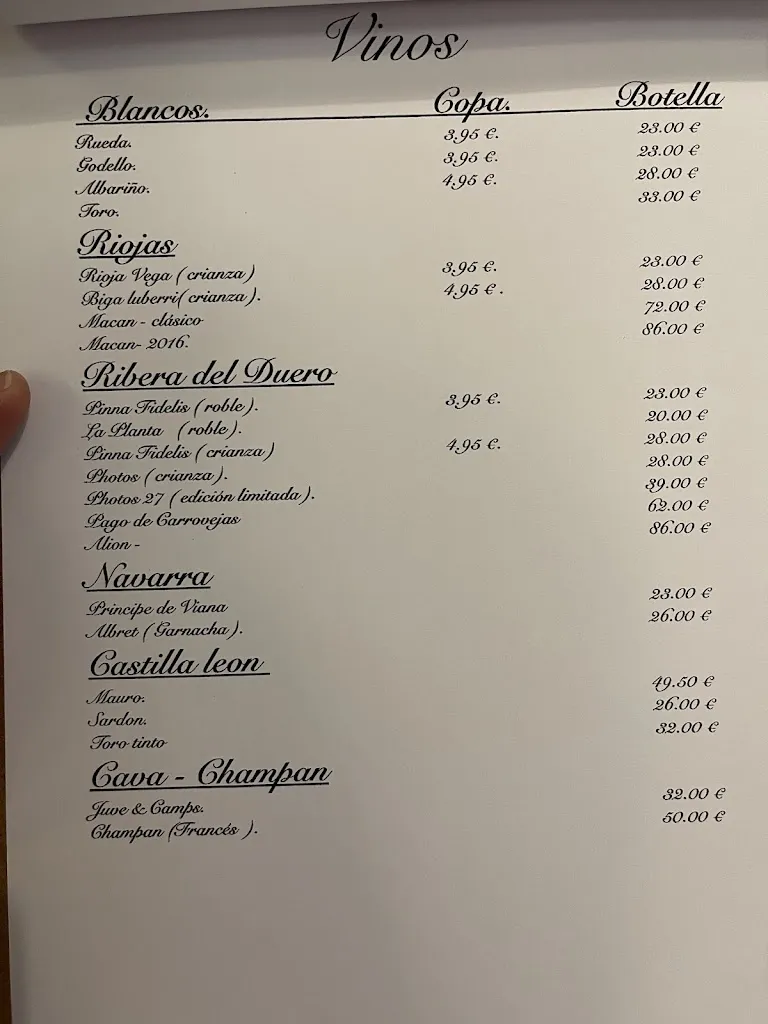 Vinos
Blancos. Copa. Botella
Rueda. 3,95 €. 23.00 €
Godello. 3,95 €. 23.00 €
Albariño. 4,95 €. 28.00 €
Toro. 33.00 €
Riojas
Rioja Vega ( crianza ) 3,95 €. 23.00 €
Biga luberri( crianza ). 4,95 € . 28.00 €
Macan - clásico 72.00 €
Macan- 2016. 86.00 €
Ribera del Duero
Pinna Fidelis ( roble ). 3,95 €. 23.00 €
La Planta ( roble ). 20.00 €
Pinna Fidelis ( crianza ) 4,95 €. 28.00 €
Photos ( crianza ). 28.00 €
Photos 27 ( edición limitada ). 39.00 €
Pago de Carrovejas 62.00 €
Alion - 86.00 €
Navarra
Principe de Viana 23.00 €
Albret ( Garnacha ). 26.00 €
Castilla leon
Mauro. 49.50 €
Sardon. 26.00 €
Toro tinto 32.00 €
Cava - Champan
Juve & Camps. 32.00 €
Champan (Francés ). 50.00 €